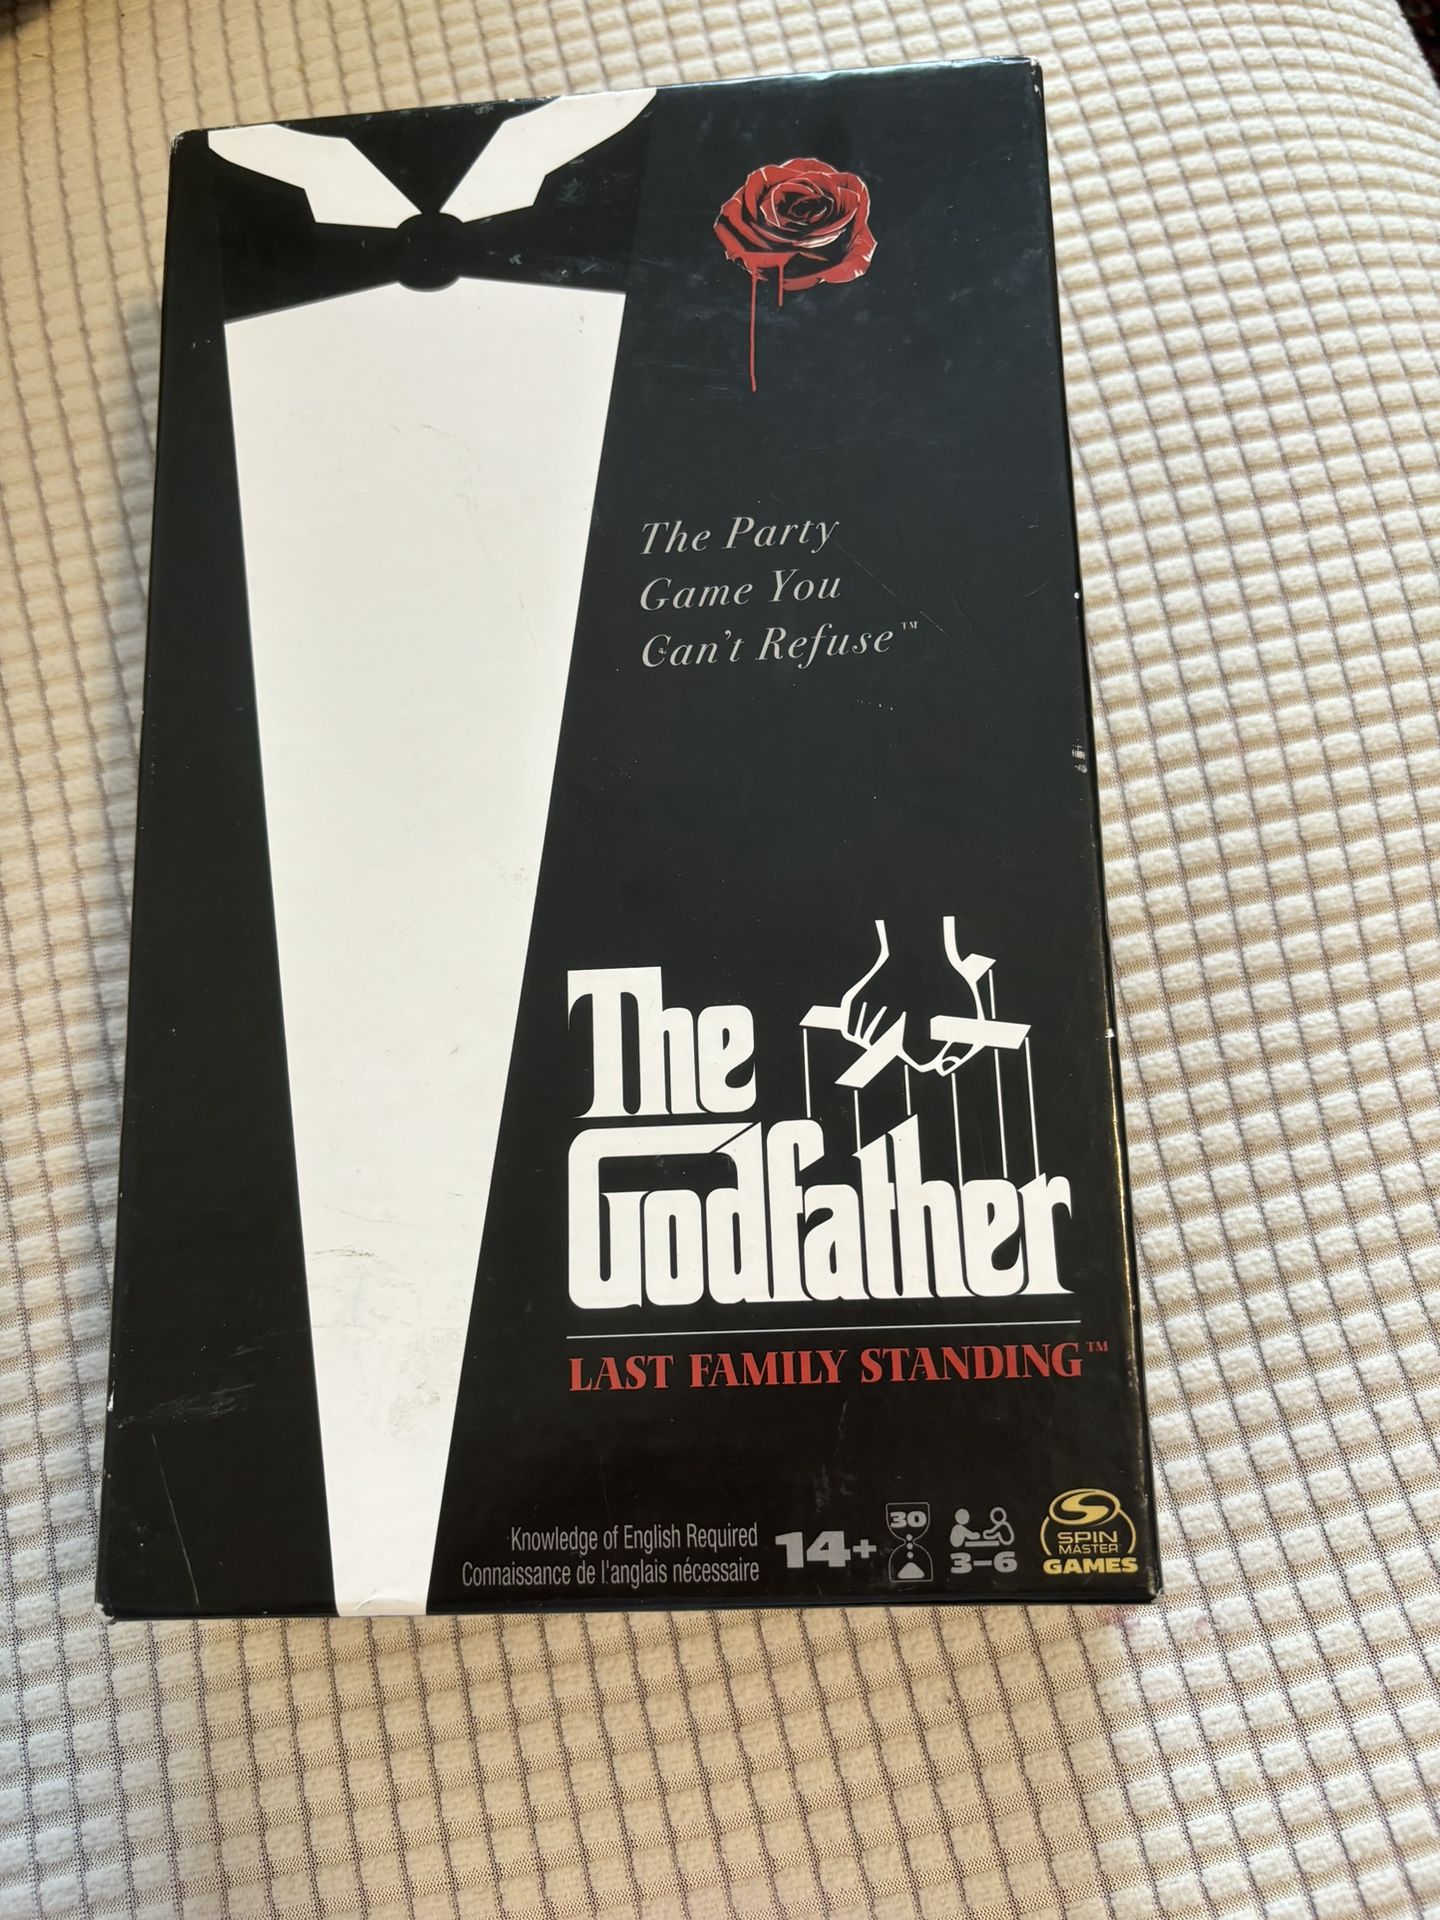 The Party
Game You
Can't Refuse™
The
Godfather
LAST FAMILY STANDING™
Knowledge of English Required
Connaissance de l'anglais nécessaire
14+
30
3–6
SPIN
MASTER
GAMES